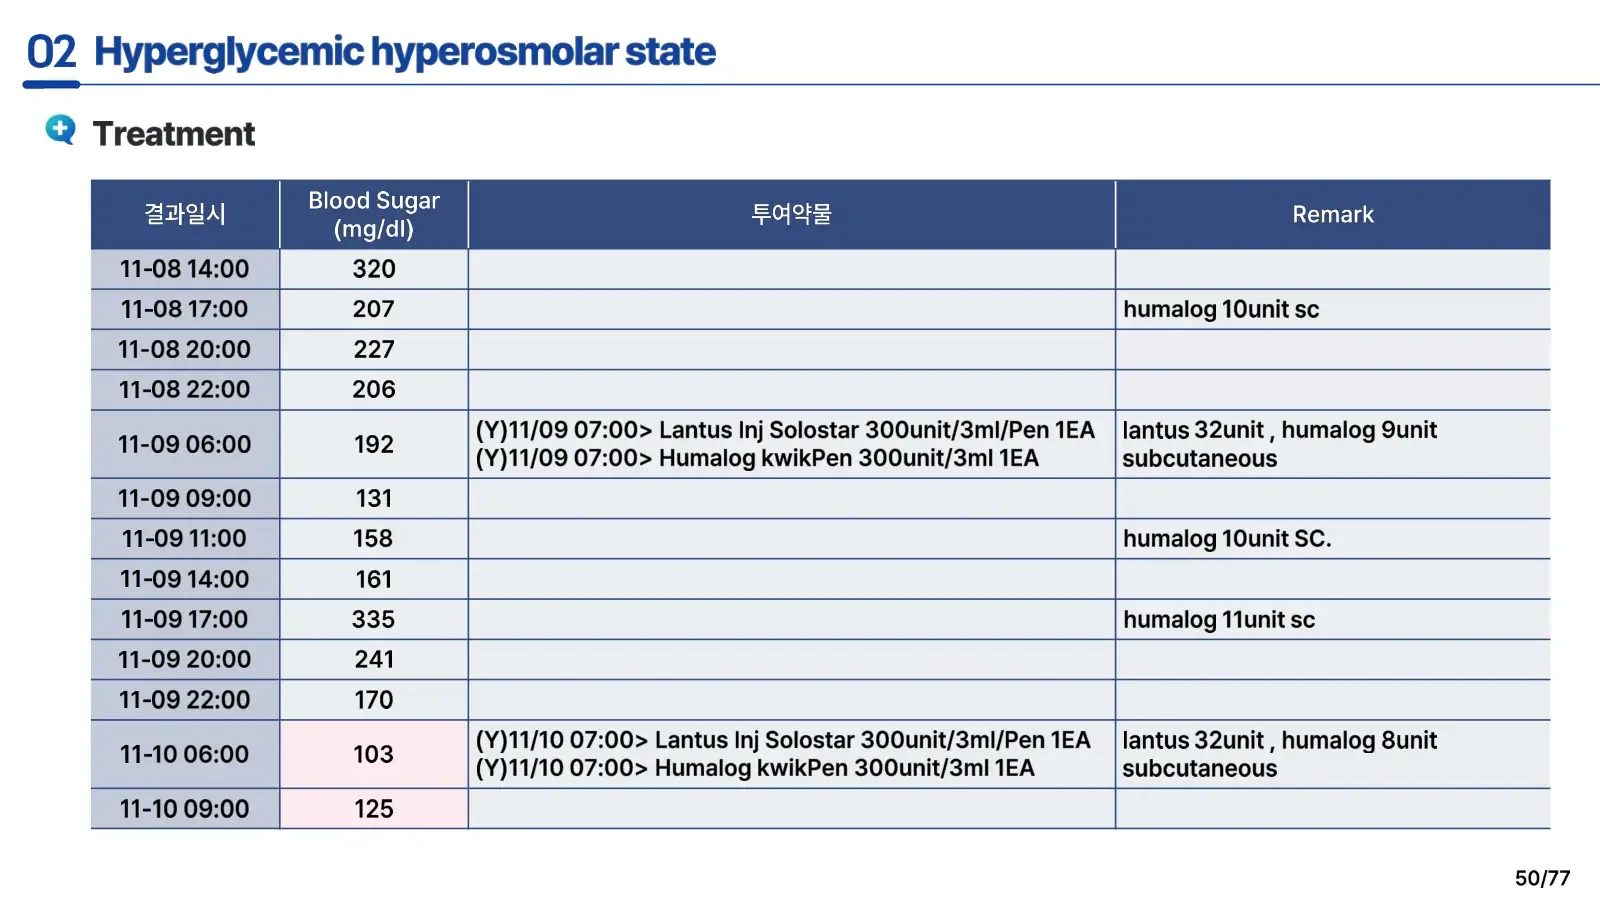 02 Hyperglycemic hyperosmolar state
Treatment
결과일시 Blood Sugar (mg/dl) 투여약물 Remark
11-08 14:00 320
11-08 17:00 207 humalog 10unit sc
11-08 20:00 227
11-08 22:00 206
11-09 06:00 192 (Y)11/09 07:00> Lantus Inj Solostar 300unit/3ml/Pen 1EA lantus 32unit , humalog 9unit
(Y)11/09 07:00> Humalog kwikPen 300unit/3ml 1EA subcutaneous
11-09 09:00 131
11-09 11:00 158 humalog 10unit SC.
11-09 14:00 161
11-09 17:00 335 humalog 11unit sc
11-09 20:00 241
11-09 22:00 170
11-10 06:00 103 (Y)11/10 07:00> Lantus Inj Solostar 300unit/3ml/Pen 1EA lantus 32unit , humalog 8unit
(Y)11/10 07:00> Humalog kwikPen 300unit/3ml 1EA subcutaneous
11-10 09:00 125
50/77